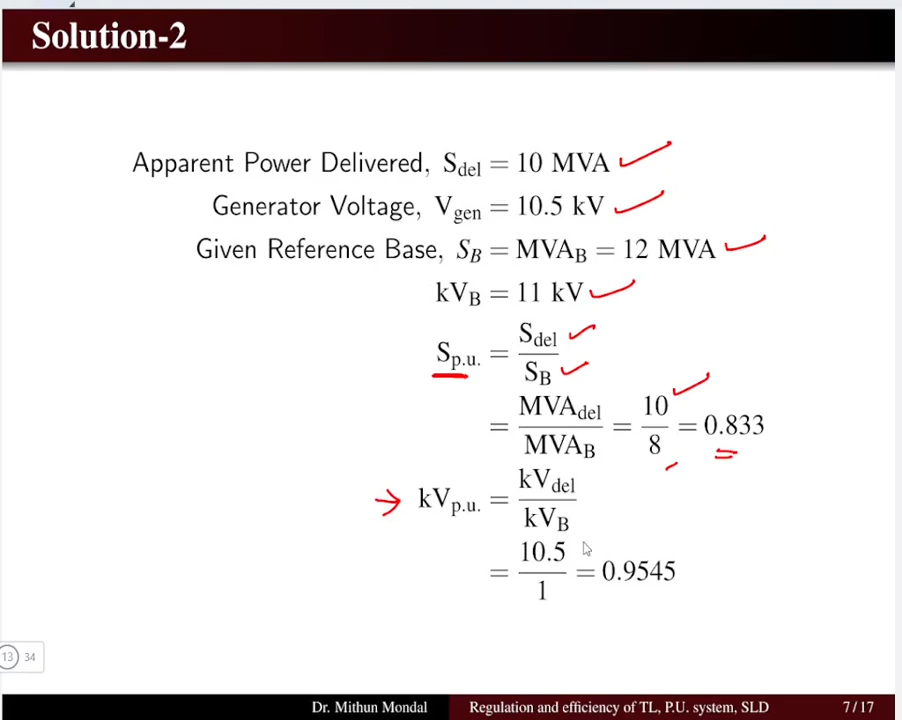 Solution-2
Apparent Power Delivered, S_del = 10 MVA
Generator Voltage, V_gen = 10.5 kV
Given Reference Base, S_B = MVA_B = 12 MVA
kV_B = 11 kV
S_p.u. = S_del / S_B
= MVA_del / MVA_B = 10 / 8 = 0.833
kV_p.u. = kV_del / kV_B
= 10.5 / 1 = 0.9545
13 34
Dr. Mithun Mondal Regulation and efficiency of TL, P.U. system, SLD 7 / 17